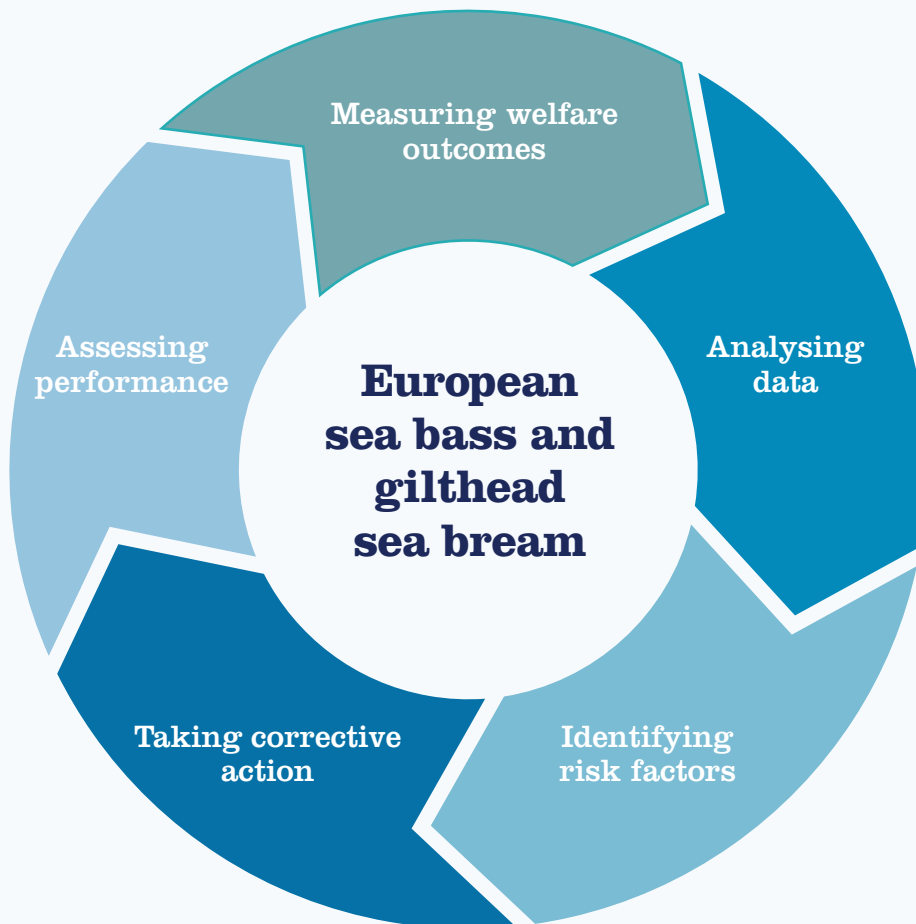 Measuring welfare
outcomes
Analysing
data
Identifying
risk factors
Taking corrective
action
Assessing
performance
European
sea bass and
gilthead
sea bream